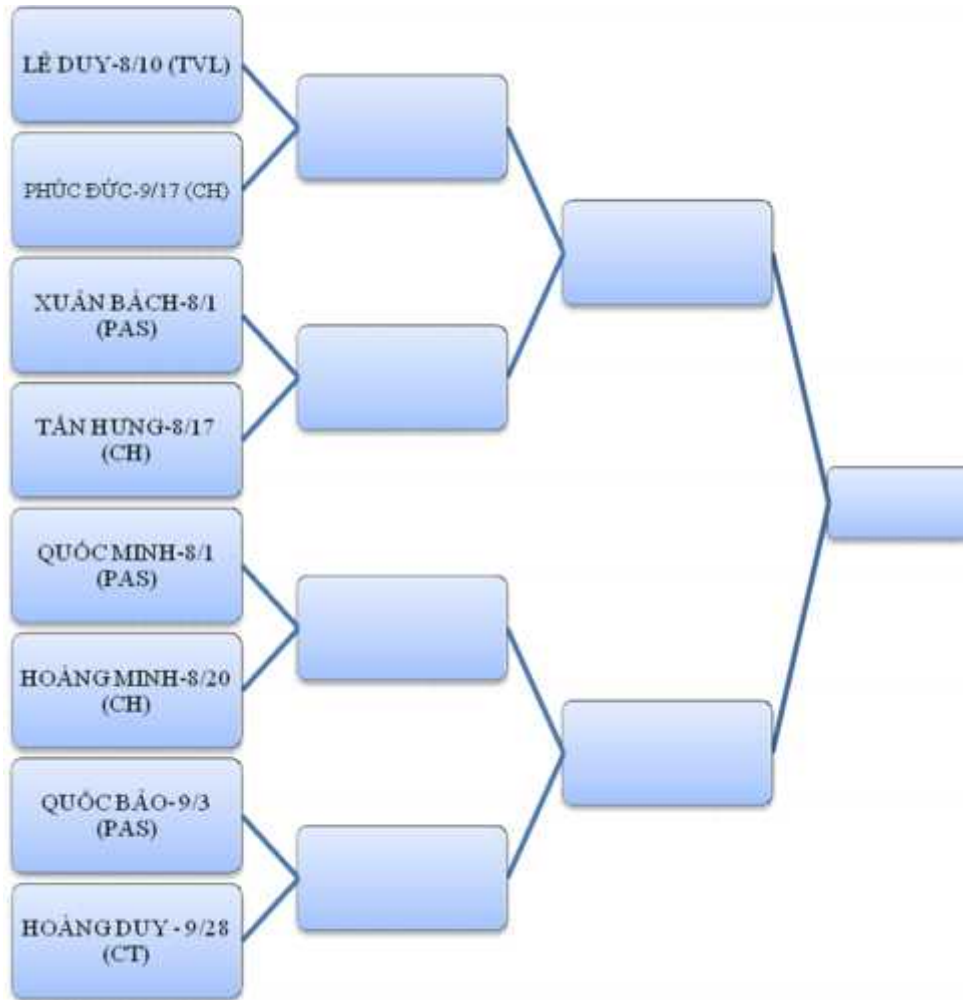 LÊ DUY-8/10 (TVL)
PHÚC ĐỨC-9/17 (CH)
XUÂN BÁCH-8/1
(PAS)
TẤN HƯNG-8/17
(CH)
QUỐC MINH-8/1
(PAS)
HOÀNG MINH-8/20
(CH)
QUỐC BẢO-9/3
(PAS)
HOÀNG DUY - 9/28
(CT)